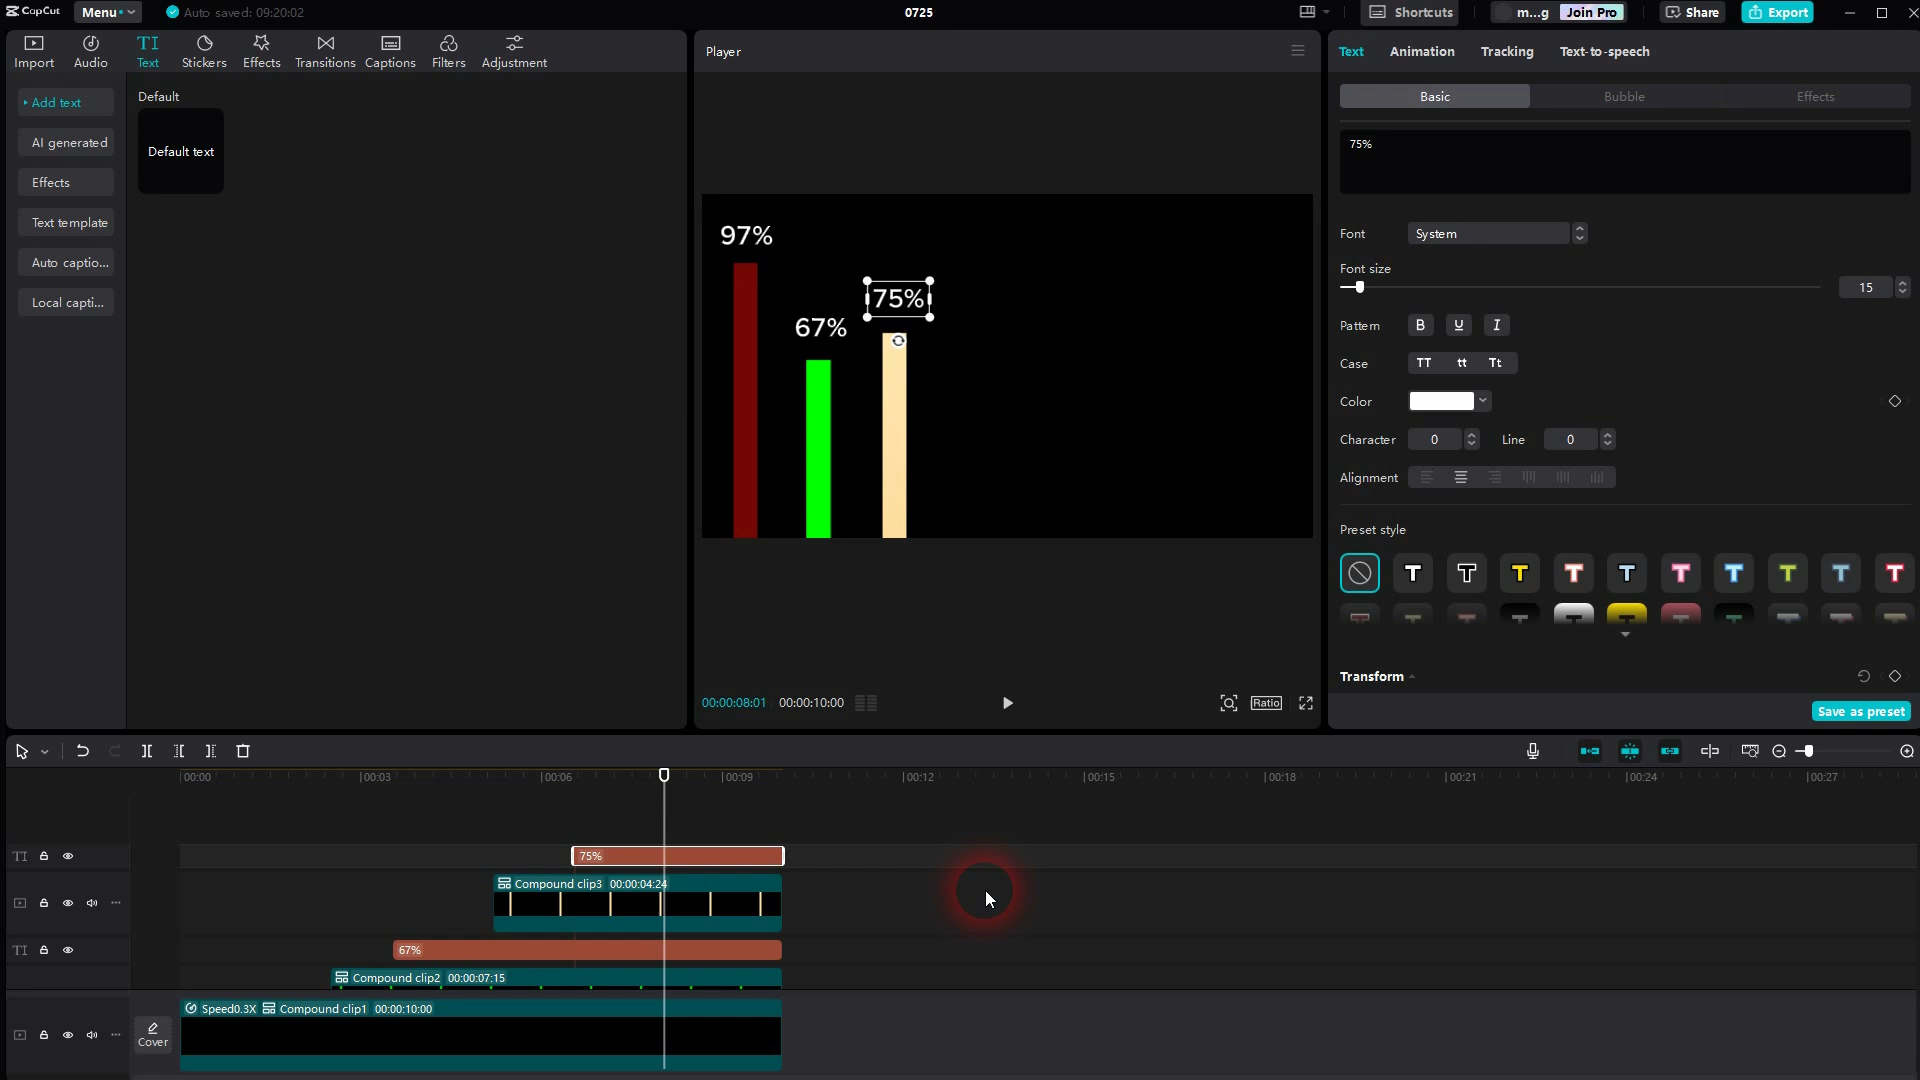 CapCut
Menu
Auto saved: 09:20:02
0725
Shortcuts
m...g
Join Pro
Share
Export
Import
Audio
TI
Text
Stickers
Effects
Transitions
Captions
Filters
Adjustment
Add text
AI generated
Effects
Text template
Auto captio...
Local capti...
Default
Default text
Player
97%
67%
75%
00:00:08:01
00:00:10:00
Ratio
Text
Animation
Tracking
Text-to-speech
Basic
Bubble
Effects
75%
Font
System
Font size
15
Pattern
B
U
I
Case
TT
tt
Tt
Color
Character
0
Line
0
Alignment
Preset style
T T T T T T T T T T
Transform
Save as preset
00:00
00:03
00:06
00:09
00:12
00:15
00:18
00:21
00:24
00:27
TI
75%
Compound clip3 00:00:04:24
TI
67%
Compound clip2 00:00:07:15
Cover
Speed0.3X Compound clip1 00:00:10:00